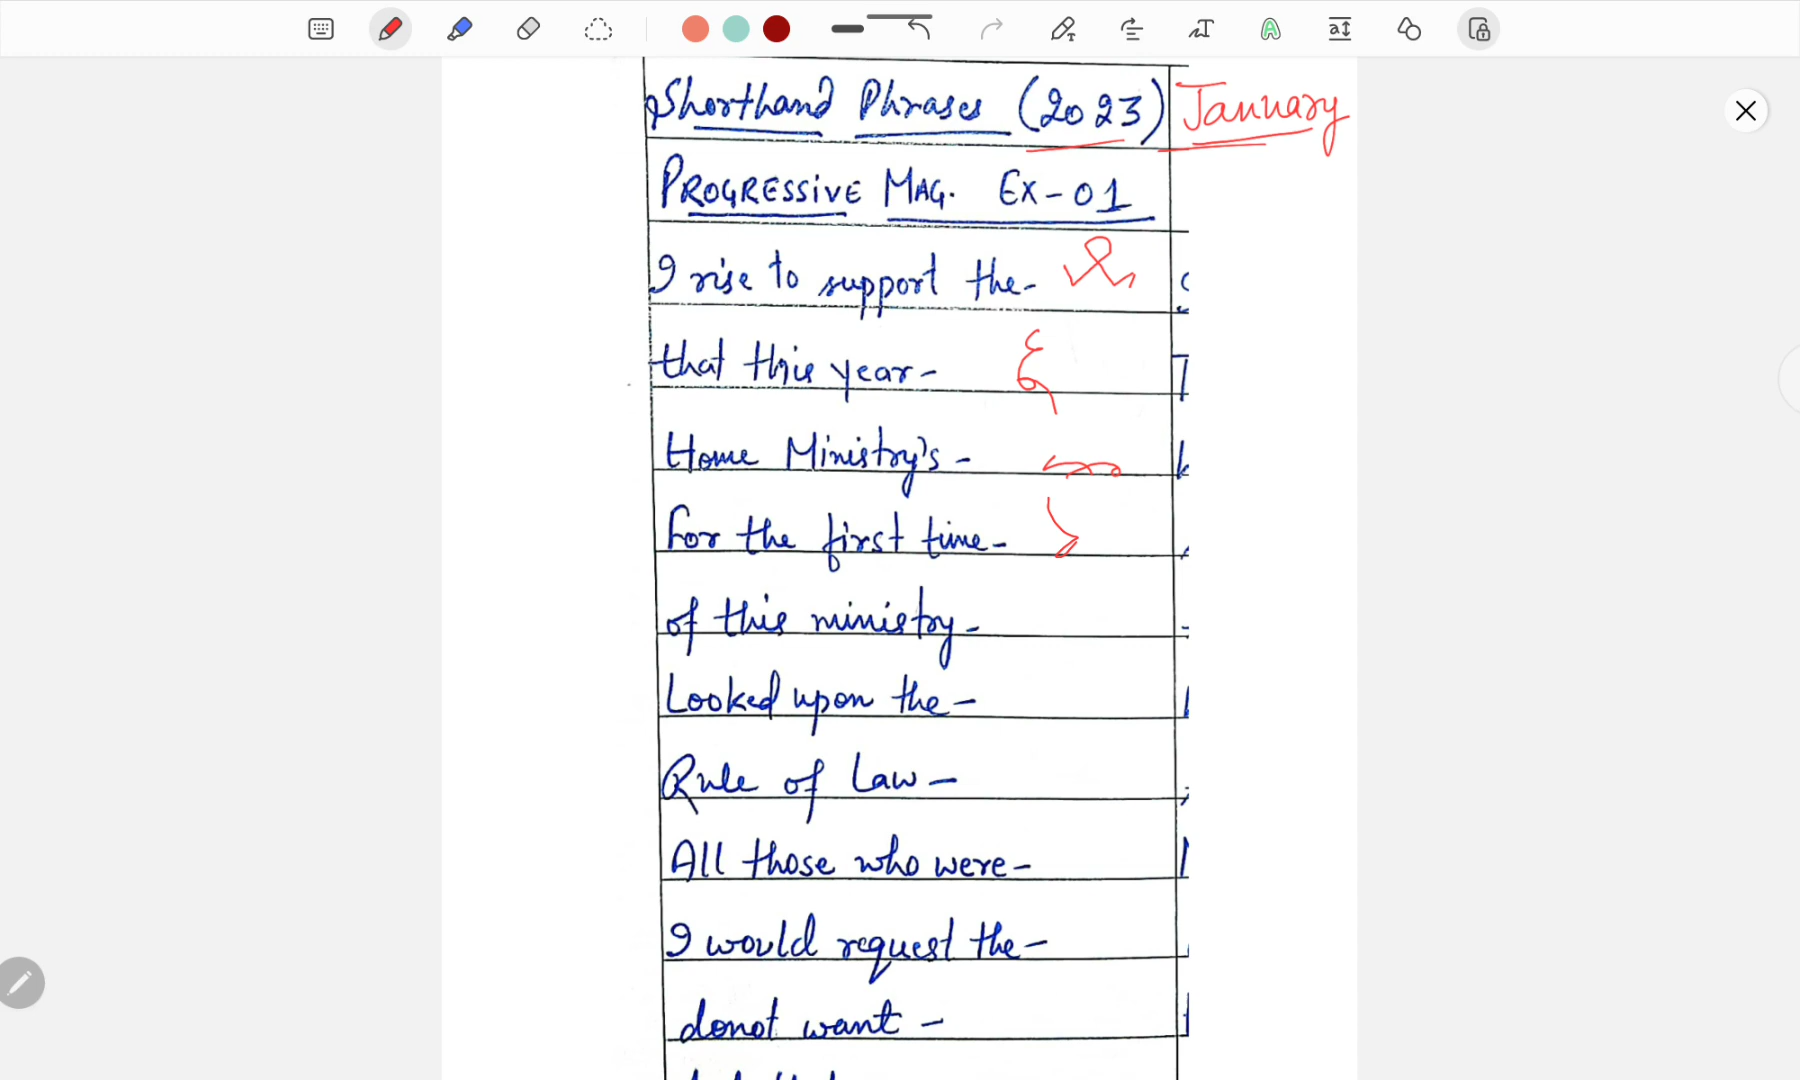 Shorthand Phrases (2023) January
PROGRESSIVE MAG. EX-01
I rise to support the-
that this year-
Home Ministry's -
for the first time-
of this ministry-
Looked upon the-
Rule of Law-
All those who were-
I would request the-
donot want -